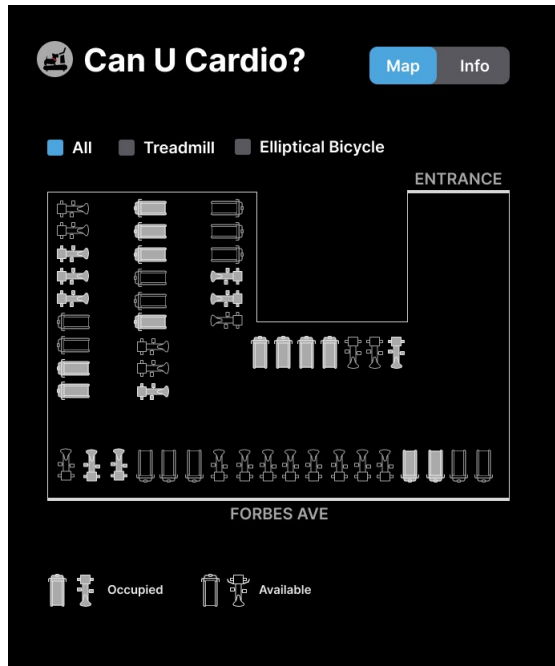 Can U Cardio?
Map Info
All Treadmill Elliptical Bicycle
ENTRANCE
FORBES AVE
Occupied Available